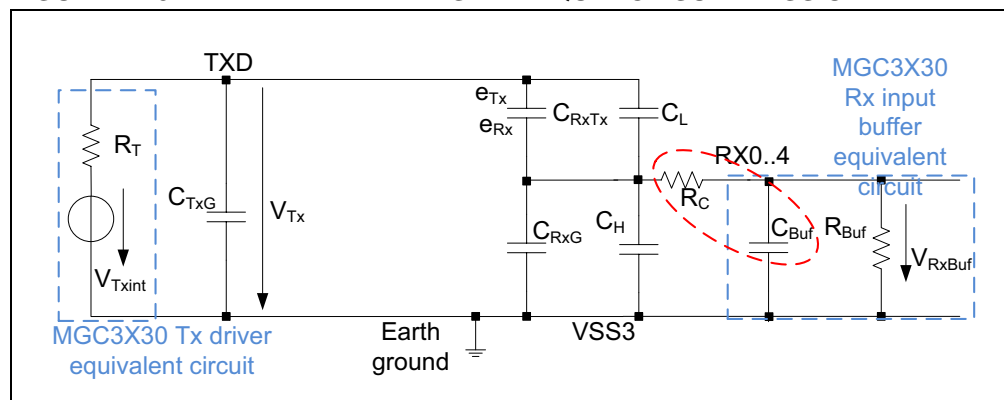 TXD
MGC3X30
Rx input
buffer
equivalent
circuit
eTx
eRx
CRxTx
CL
RX0..4
RT
CTxG
VTx
RC
CRxG
CH
CBuf
RBuf
VRxBuf
VTxint
MGC3X30 Tx driver
equivalent circuit
Earth
ground
VSS3